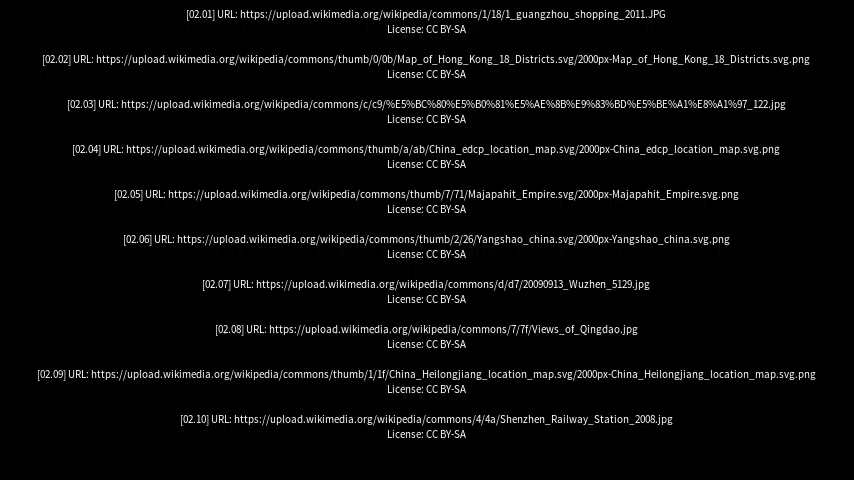 [02.01] URL: https://upload.wikimedia.org/wikipedia/commons/1/18/1_guangzhou_shopping_2011.JPG
License: CC BY-SA
[02.02] URL: https://upload.wikimedia.org/wikipedia/commons/thumb/0/0b/Map_of_Hong_Kong_18_Districts.svg/2000px-Map_of_Hong_Kong_18_Districts.svg.png
License: CC BY-SA
[02.03] URL: https://upload.wikimedia.org/wikipedia/commons/c/c9/%E5%BC%80%E5%B0%81%E5%AE%8B%E9%83%BD%E5%BE%A1%E8%A1%97_122.jpg
License: CC BY-SA
[02.04] URL: https://upload.wikimedia.org/wikipedia/commons/thumb/a/ab/China_edcp_location_map.svg/2000px-China_edcp_location_map.svg.png
License: CC BY-SA
[02.05] URL: https://upload.wikimedia.org/wikipedia/commons/thumb/7/71/Majapahit_Empire.svg/2000px-Majapahit_Empire.svg.png
License: CC BY-SA
[02.06] URL: https://upload.wikimedia.org/wikipedia/commons/thumb/2/26/Yangshao_china.svg/2000px-Yangshao_china.svg.png
License: CC BY-SA
[02.07] URL: https://upload.wikimedia.org/wikipedia/commons/d/d7/20090913_Wuzhen_5129.jpg
License: CC BY-SA
[02.08] URL: https://upload.wikimedia.org/wikipedia/commons/7/7f/Views_of_Qingdao.jpg
License: CC BY-SA
[02.09] URL: https://upload.wikimedia.org/wikipedia/commons/thumb/1/1f/China_Heilongjiang_location_map.svg/2000px-China_Heilongjiang_location_map.svg.png
License: CC BY-SA
[02.10] URL: https://upload.wikimedia.org/wikipedia/commons/4/4a/Shenzhen_Railway_Station_2008.jpg
License: CC BY-SA